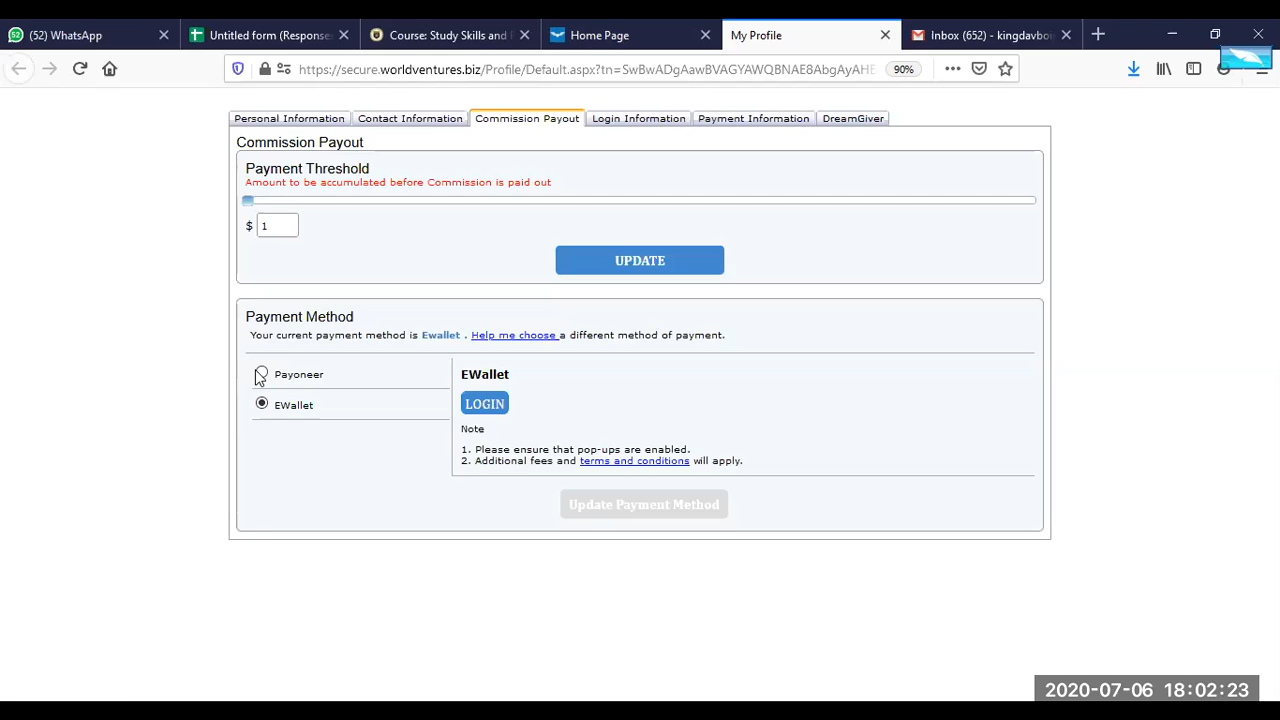 (52) WhatsApp
Untitled form (Response
Course: Study Skills and
Home Page
My Profile
Inbox (652) - kingdavbo
https://secure.worldventures.biz/Profile/Default.aspx?tn=SwBwADgAawBVAGYAWQBNAE8AbgAyAHE
90%
Personal Information
Contact Information
Commission Payout
Login Information
Payment Information
DreamGiver
Commission Payout
Payment Threshold
Amount to be accumulated before Commission is paid out
$ 1
UPDATE
Payment Method
Your current payment method is Ewallet . Help me choose a different method of payment.
Payoneer
EWallet
EWallet
LOGIN
Note
1. Please ensure that pop-ups are enabled.
2. Additional fees and terms and conditions will apply.
Update Payment Method
2020-07-06 18:02:23